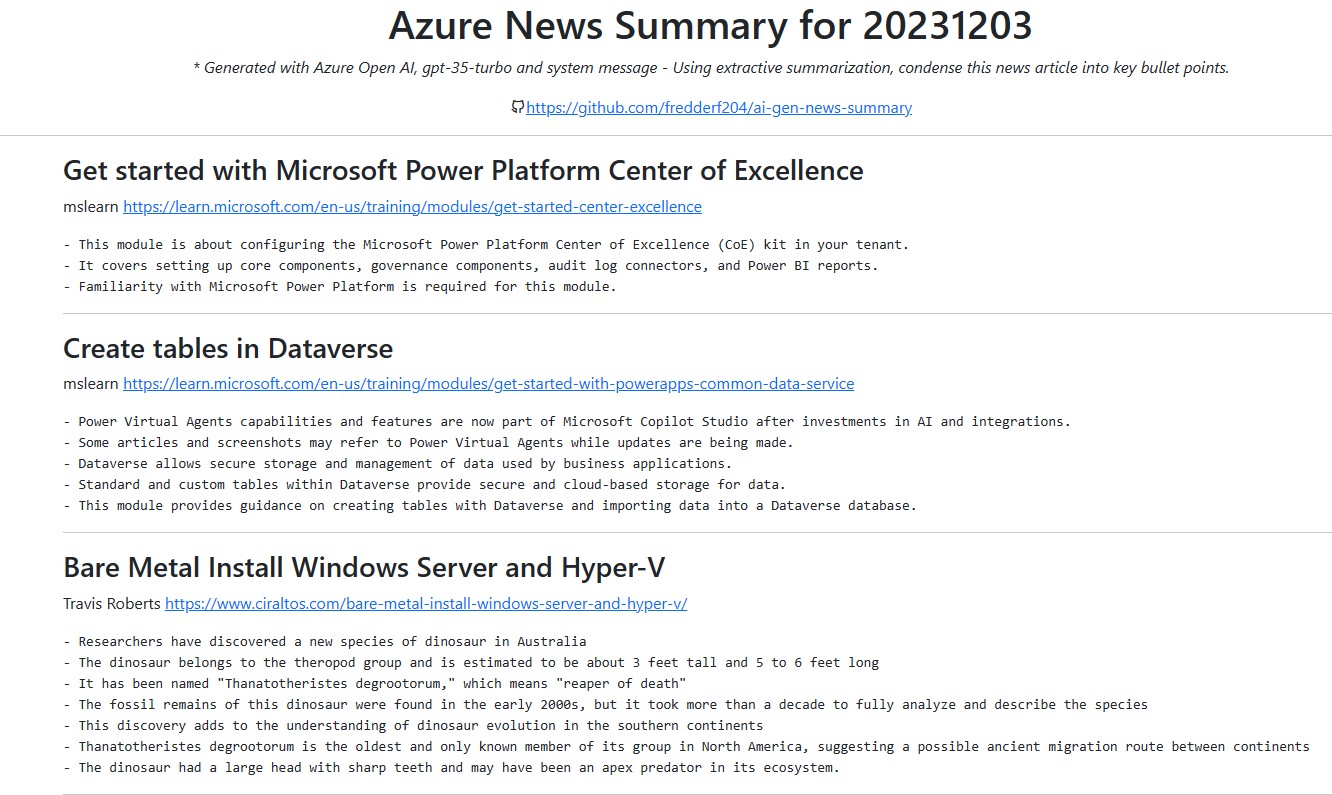 Azure News Summary for 20231203
* Generated with Azure Open AI, gpt-35-turbo and system message - Using extractive summarization, condense this news article into key bullet points.
https://github.com/fredderf204/ai-gen-news-summary
Get started with Microsoft Power Platform Center of Excellence
mslearn https://learn.microsoft.com/en-us/training/modules/get-started-center-excellence
- This module is about configuring the Microsoft Power Platform Center of Excellence (CoE) kit in your tenant.
- It covers setting up core components, governance components, audit log connectors, and Power BI reports.
- Familiarity with Microsoft Power Platform is required for this module.
Create tables in Dataverse
mslearn https://learn.microsoft.com/en-us/training/modules/get-started-with-powerapps-common-data-service
- Power Virtual Agents capabilities and features are now part of Microsoft Copilot Studio after investments in AI and integrations.
- Some articles and screenshots may refer to Power Virtual Agents while updates are being made.
- Dataverse allows secure storage and management of data used by business applications.
- Standard and custom tables within Dataverse provide secure and cloud-based storage for data.
- This module provides guidance on creating tables with Dataverse and importing data into a Dataverse database.
Bare Metal Install Windows Server and Hyper-V
Travis Roberts https://www.ciraltos.com/bare-metal-install-windows-server-and-hyper-v/
- Researchers have discovered a new species of dinosaur in Australia
- The dinosaur belongs to the theropod group and is estimated to be about 3 feet tall and 5 to 6 feet long
- It has been named "Thanatotheristes degrootorum," which means "reaper of death"
- The fossil remains of this dinosaur were found in the early 2000s, but it took more than a decade to fully analyze and describe the species
- This discovery adds to the understanding of dinosaur evolution in the southern continents
- Thanatotheristes degrootorum is the oldest and only known member of its group in North America, suggesting a possible ancient migration route between continents
- The dinosaur had a large head with sharp teeth and may have been an apex predator in its ecosystem.